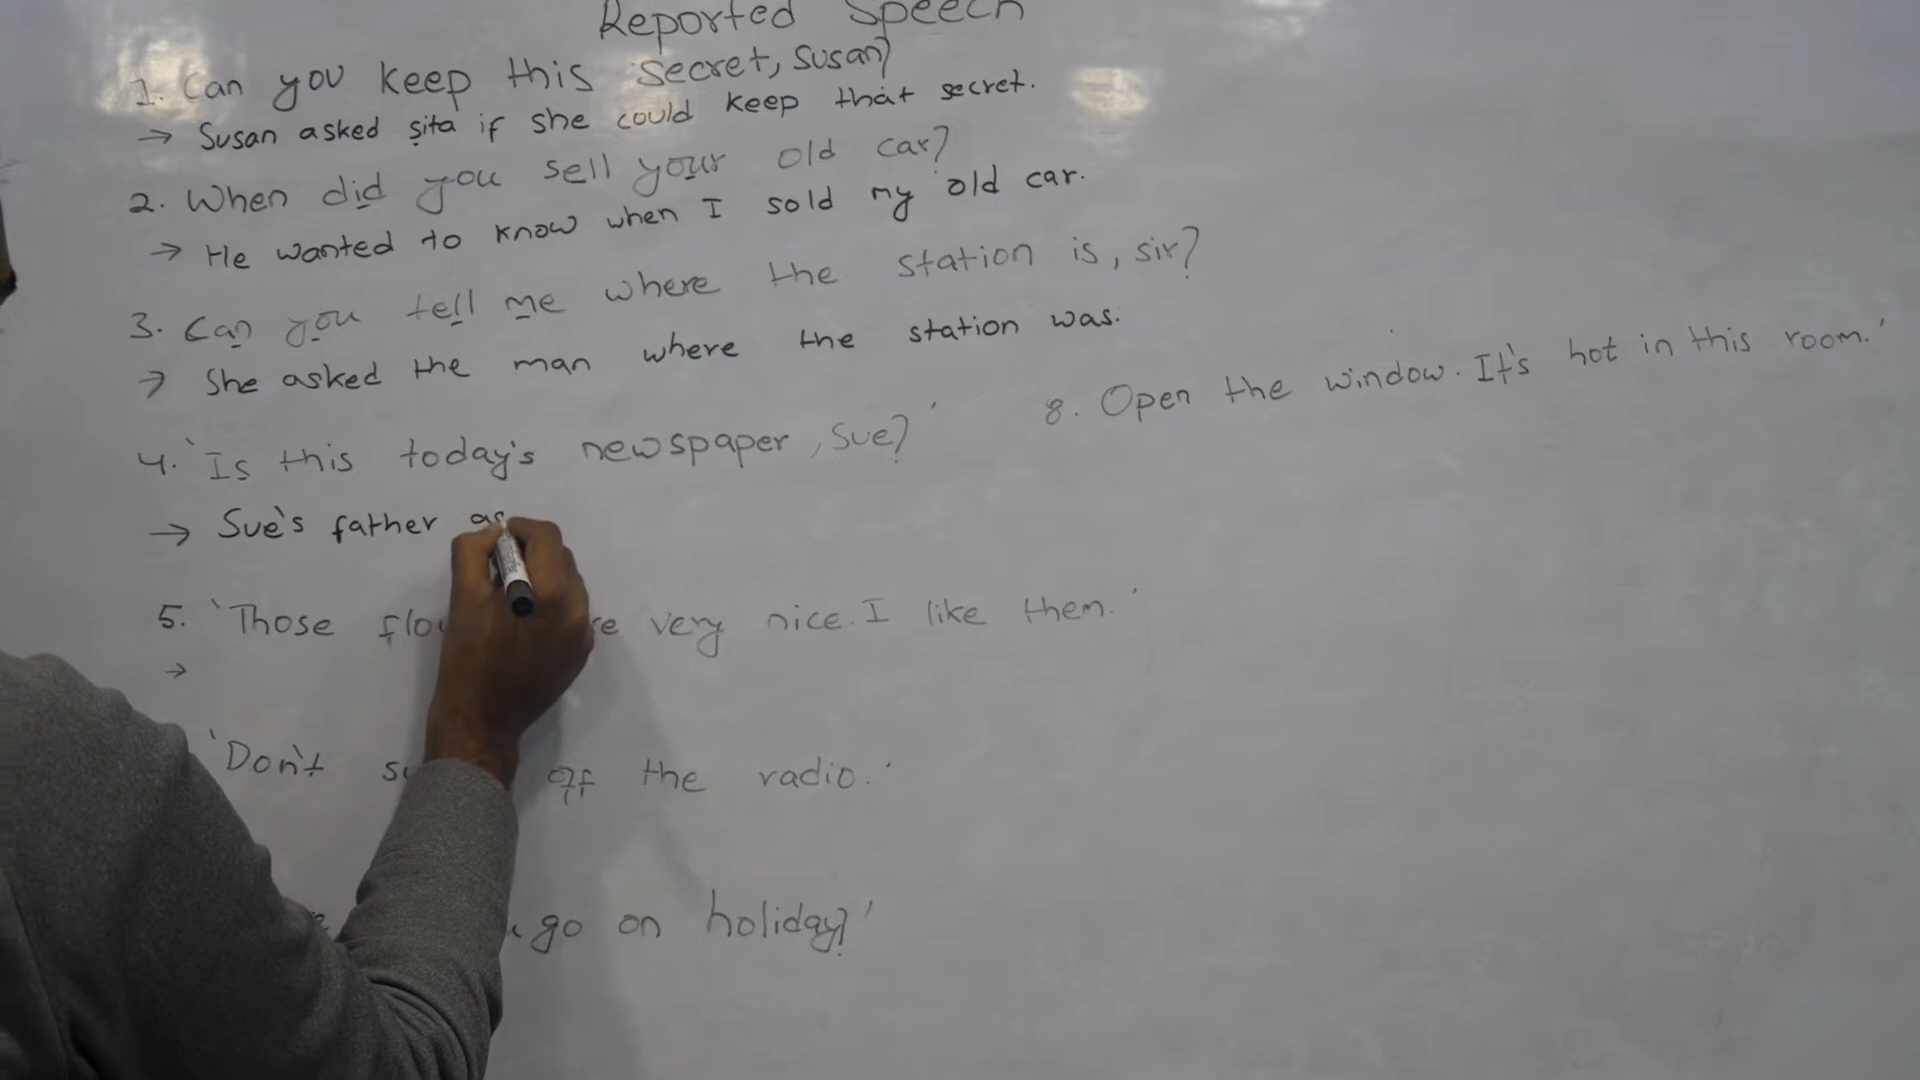 Reported Speech
1. Can you keep this secret, Susan?
→ Susan asked sita if she could keep that secret.
2. When did you sell your old car?
→ He wanted to know when I sold my old car.
3. Can you tell me where the station is, sir?
→ She asked the man where the station was.
4. 'Is this today's newspaper, Sue?'
→ Sue's father as
5. 'Those very nice. I like them.'
→
'Don't off the radio.'
go on holiday?'
8. Open the window. It's hot in this room.'